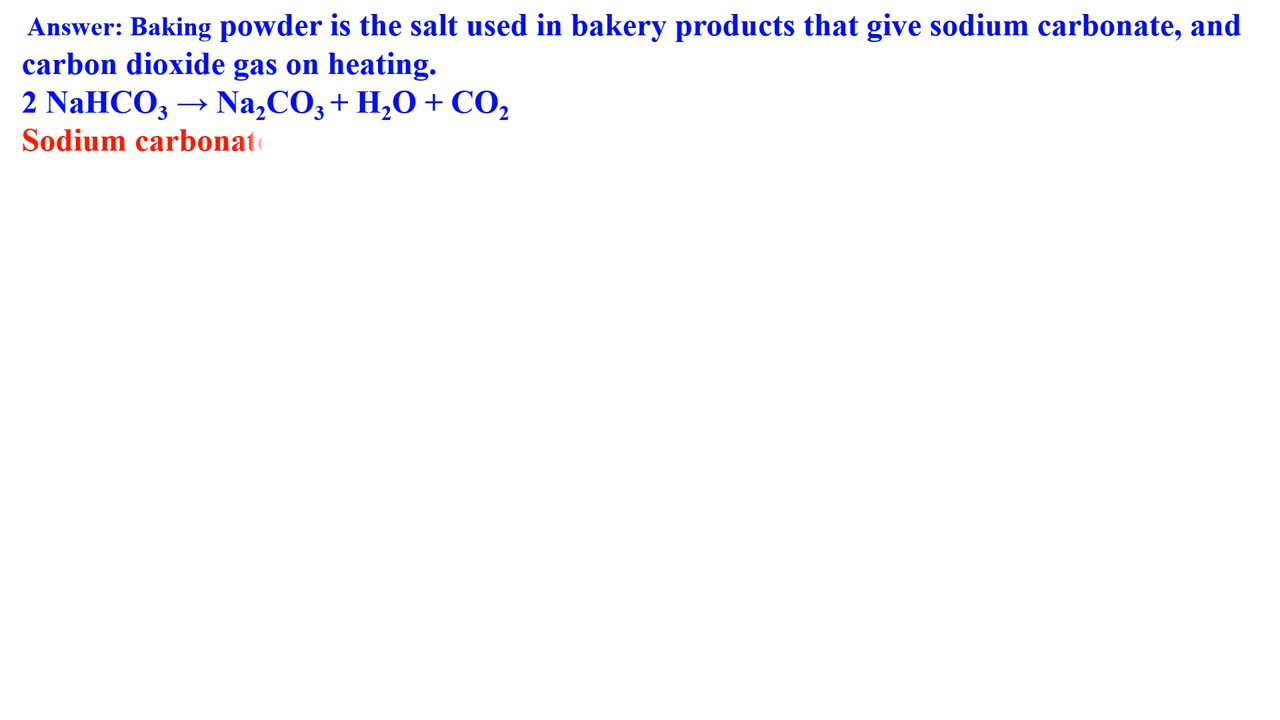 Answer: Baking powder is the salt used in bakery products that give sodium carbonate, and
carbon dioxide gas on heating.
2 NaHCO₃ → Na₂CO₃ + H₂O + CO₂
Sodium carbonate